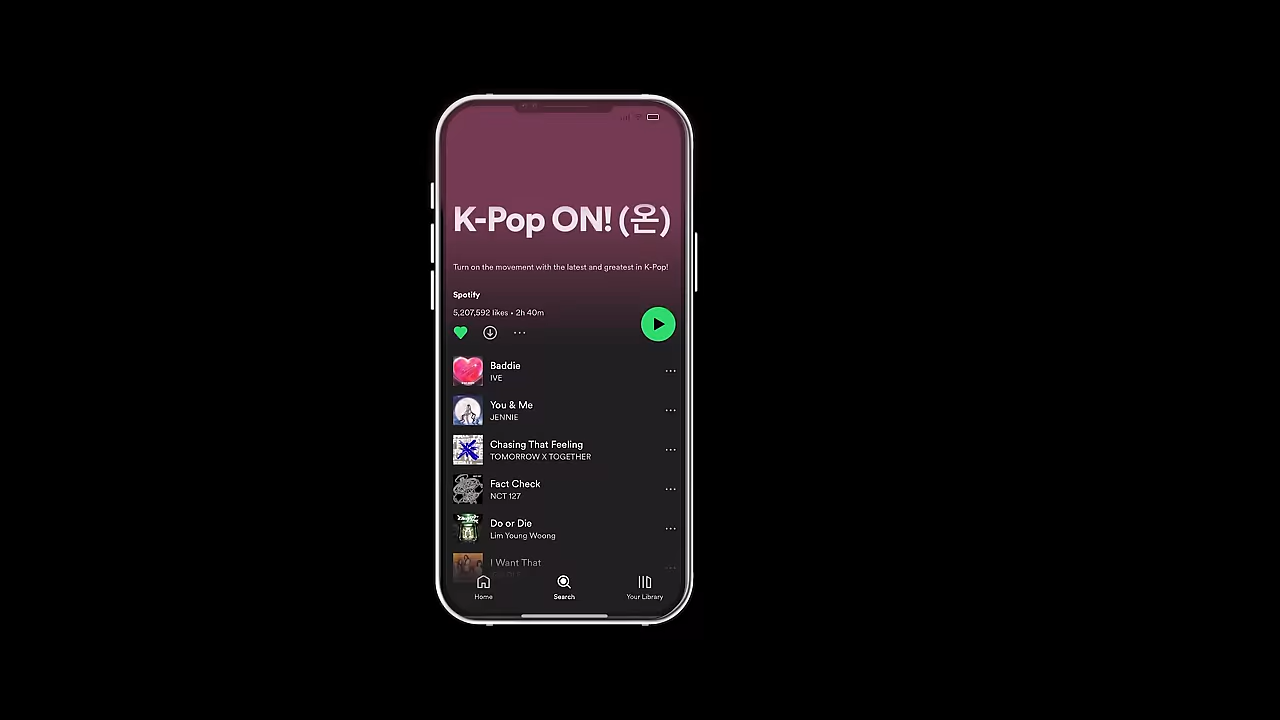 K-Pop ON! (온)
Turn on the movement with the latest and greatest in K-Pop!
Spotify
5,207,592 likes • 2h 40m
Baddie
IVE
You & Me
JENNIE
Chasing That Feeling
TOMORROW X TOGETHER
Fact Check
NCT 127
Do or Die
Lim Young Woong
I Want That
Home
Search
Your Library